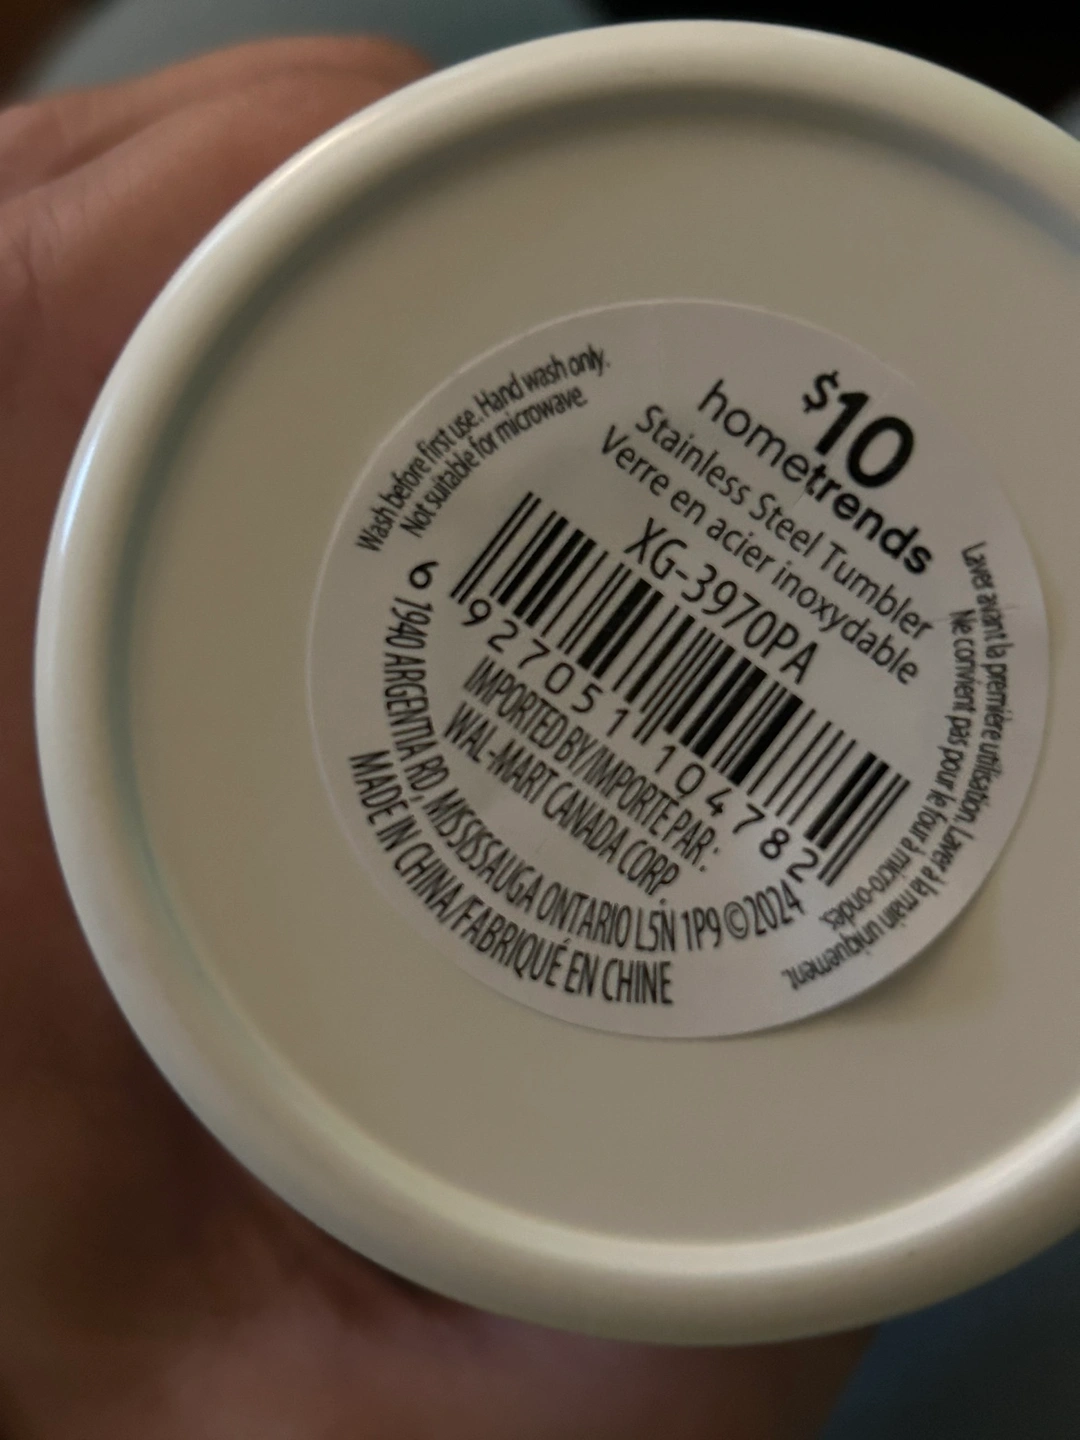 $10
hometrends
Stainless Steel Tumbler
Verre en acier inoxydable
XG-3970PA
6 927051 104782
IMPORTED BY/IMPORTÉ PAR :
WAL-MART CANADA CORP.
7940 ARGENTIA RD, MISSISSAUGA ONTARIO L5N 1P9 ©2024
MADE IN CHINA/FABRIQUÉ EN CHINE
Wash before first use. Hand wash only.
Not suitable for microwave.
Laver avant la première utilisation. Laver à la main uniquement.
Ne convient pas pour le four à micro-ondes.